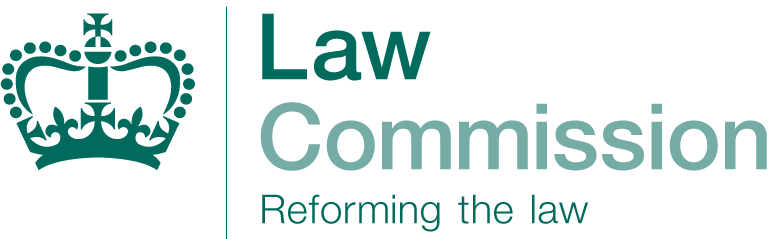 Law
Commission
Reforming the law